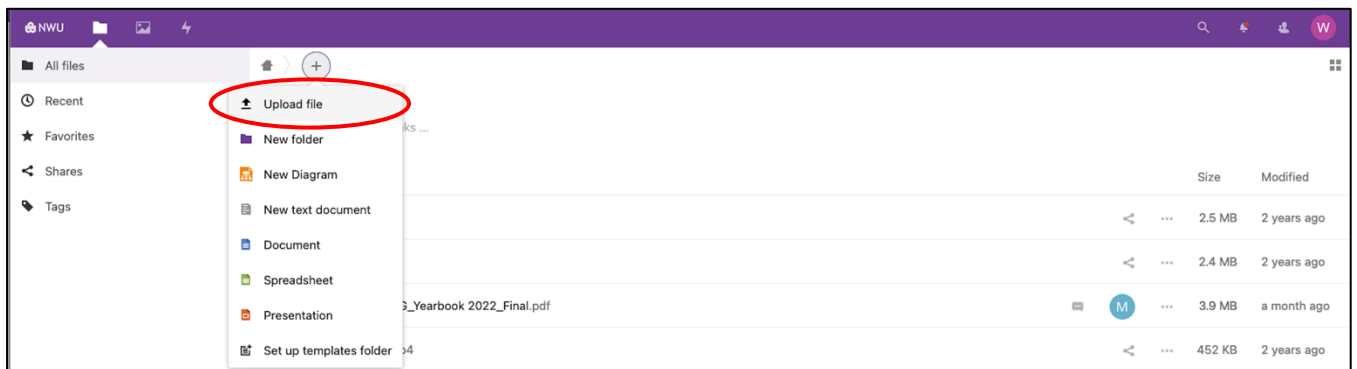 NWU W
All files
Recent
Upload file
Favorites
ks ...
New folder
Shares
New Diagram
Size Modified
Tags
New text document
2.5 MB 2 years ago
Document
2.4 MB 2 years ago
Spreadsheet
_Yearbook 2022_Final.pdf
M 3.9 MB a month ago
Presentation
Set up templates folder
452 KB 2 years ago